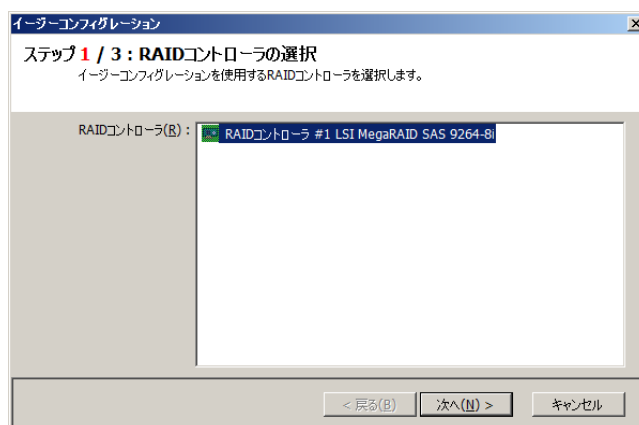 イージーコンフィグレーション
ステップ 1 / 3 : RAIDコントローラの選択
イージーコンフィグレーションを使用するRAIDコントローラを選択します。
RAIDコントローラ(R) : RAIDコントローラ #1 LSI MegaRAID SAS 9264-8i
< 戻る(B) 次へ(N) > キャンセル